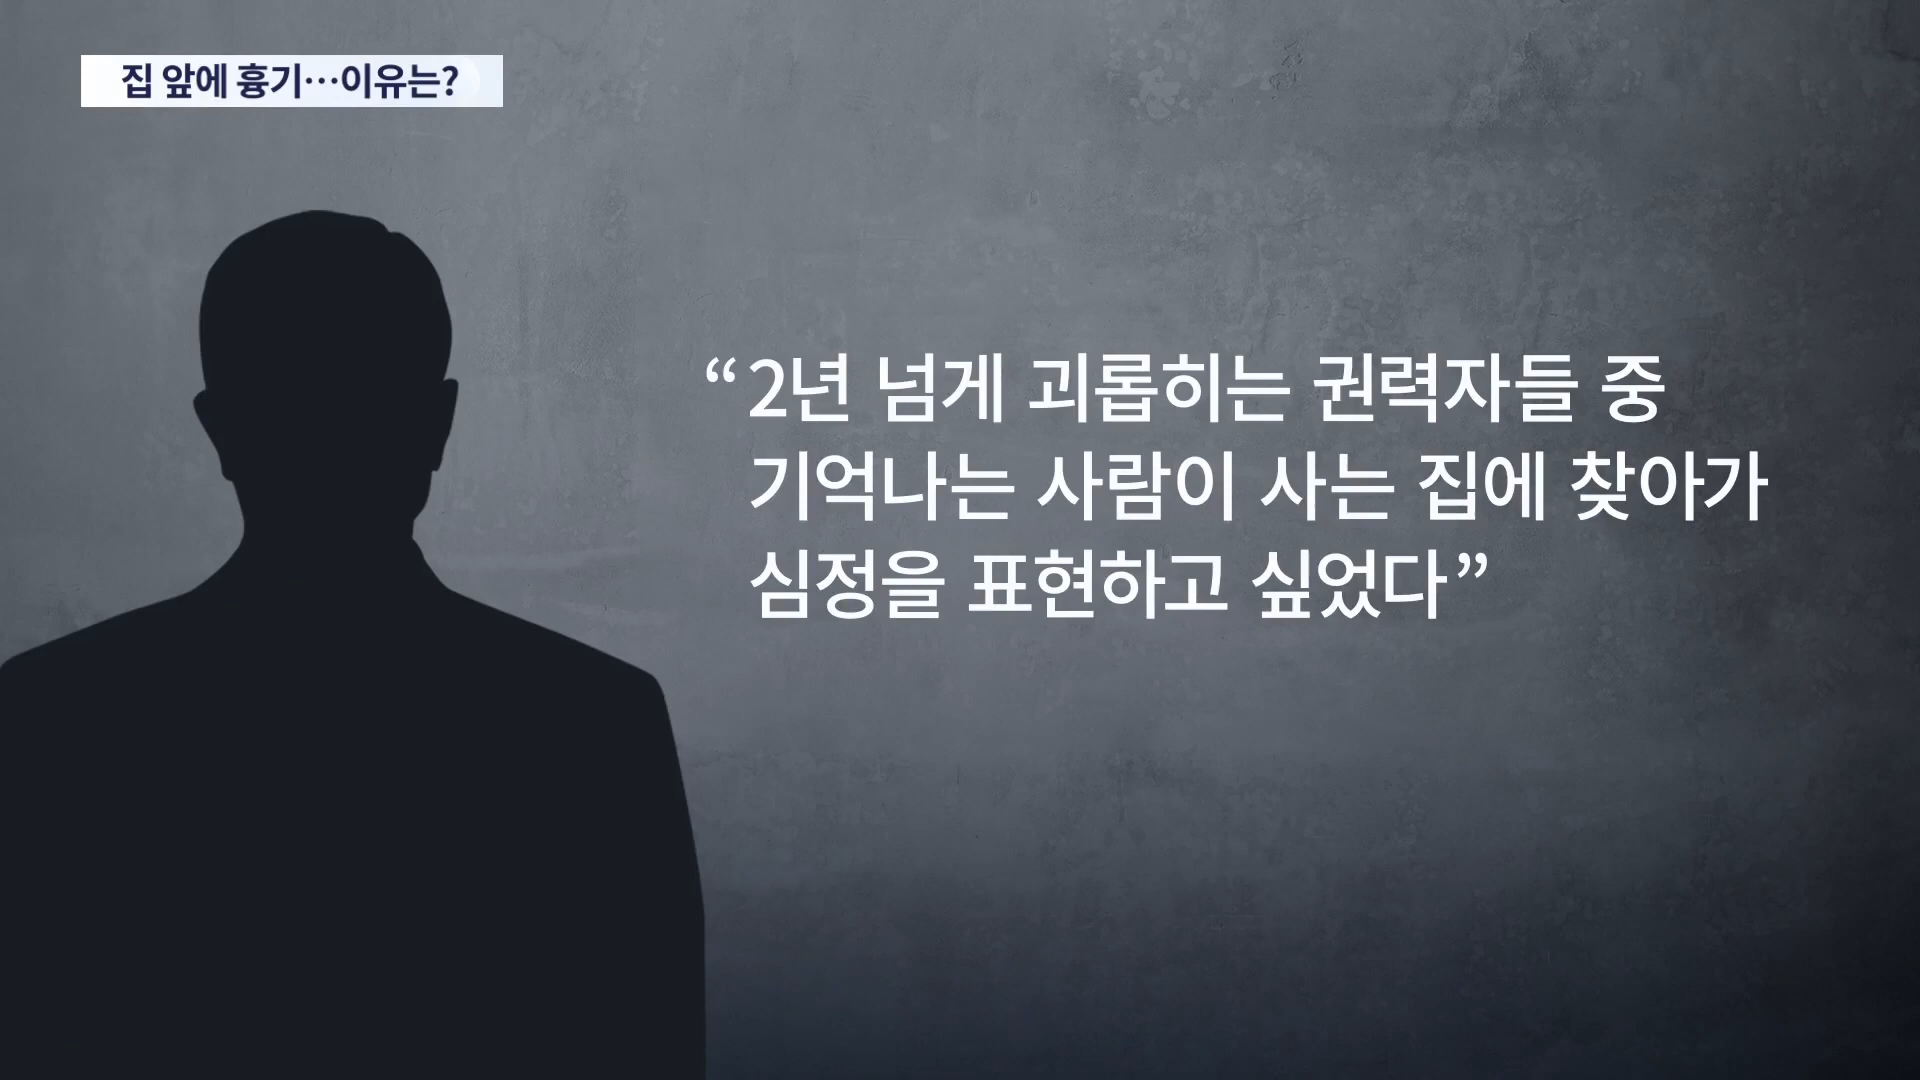 집 앞에 흉기…이유는?
“2년 넘게 괴롭히는 권력자들 중
기억나는 사람이 사는 집에 찾아가
심정을 표현하고 싶었다”